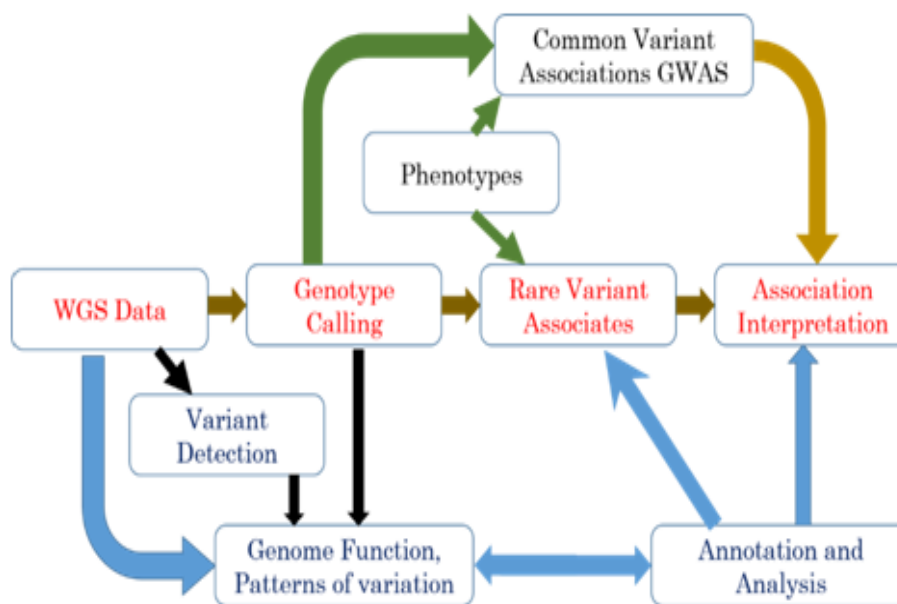 Common Variant
Associations GWAS
Phenotypes
WGS Data
Genotype
Calling
Rare Variant
Associates
Association
Interpretation
Variant
Detection
Genome Function,
Patterns of variation
Annotation and
Analysis